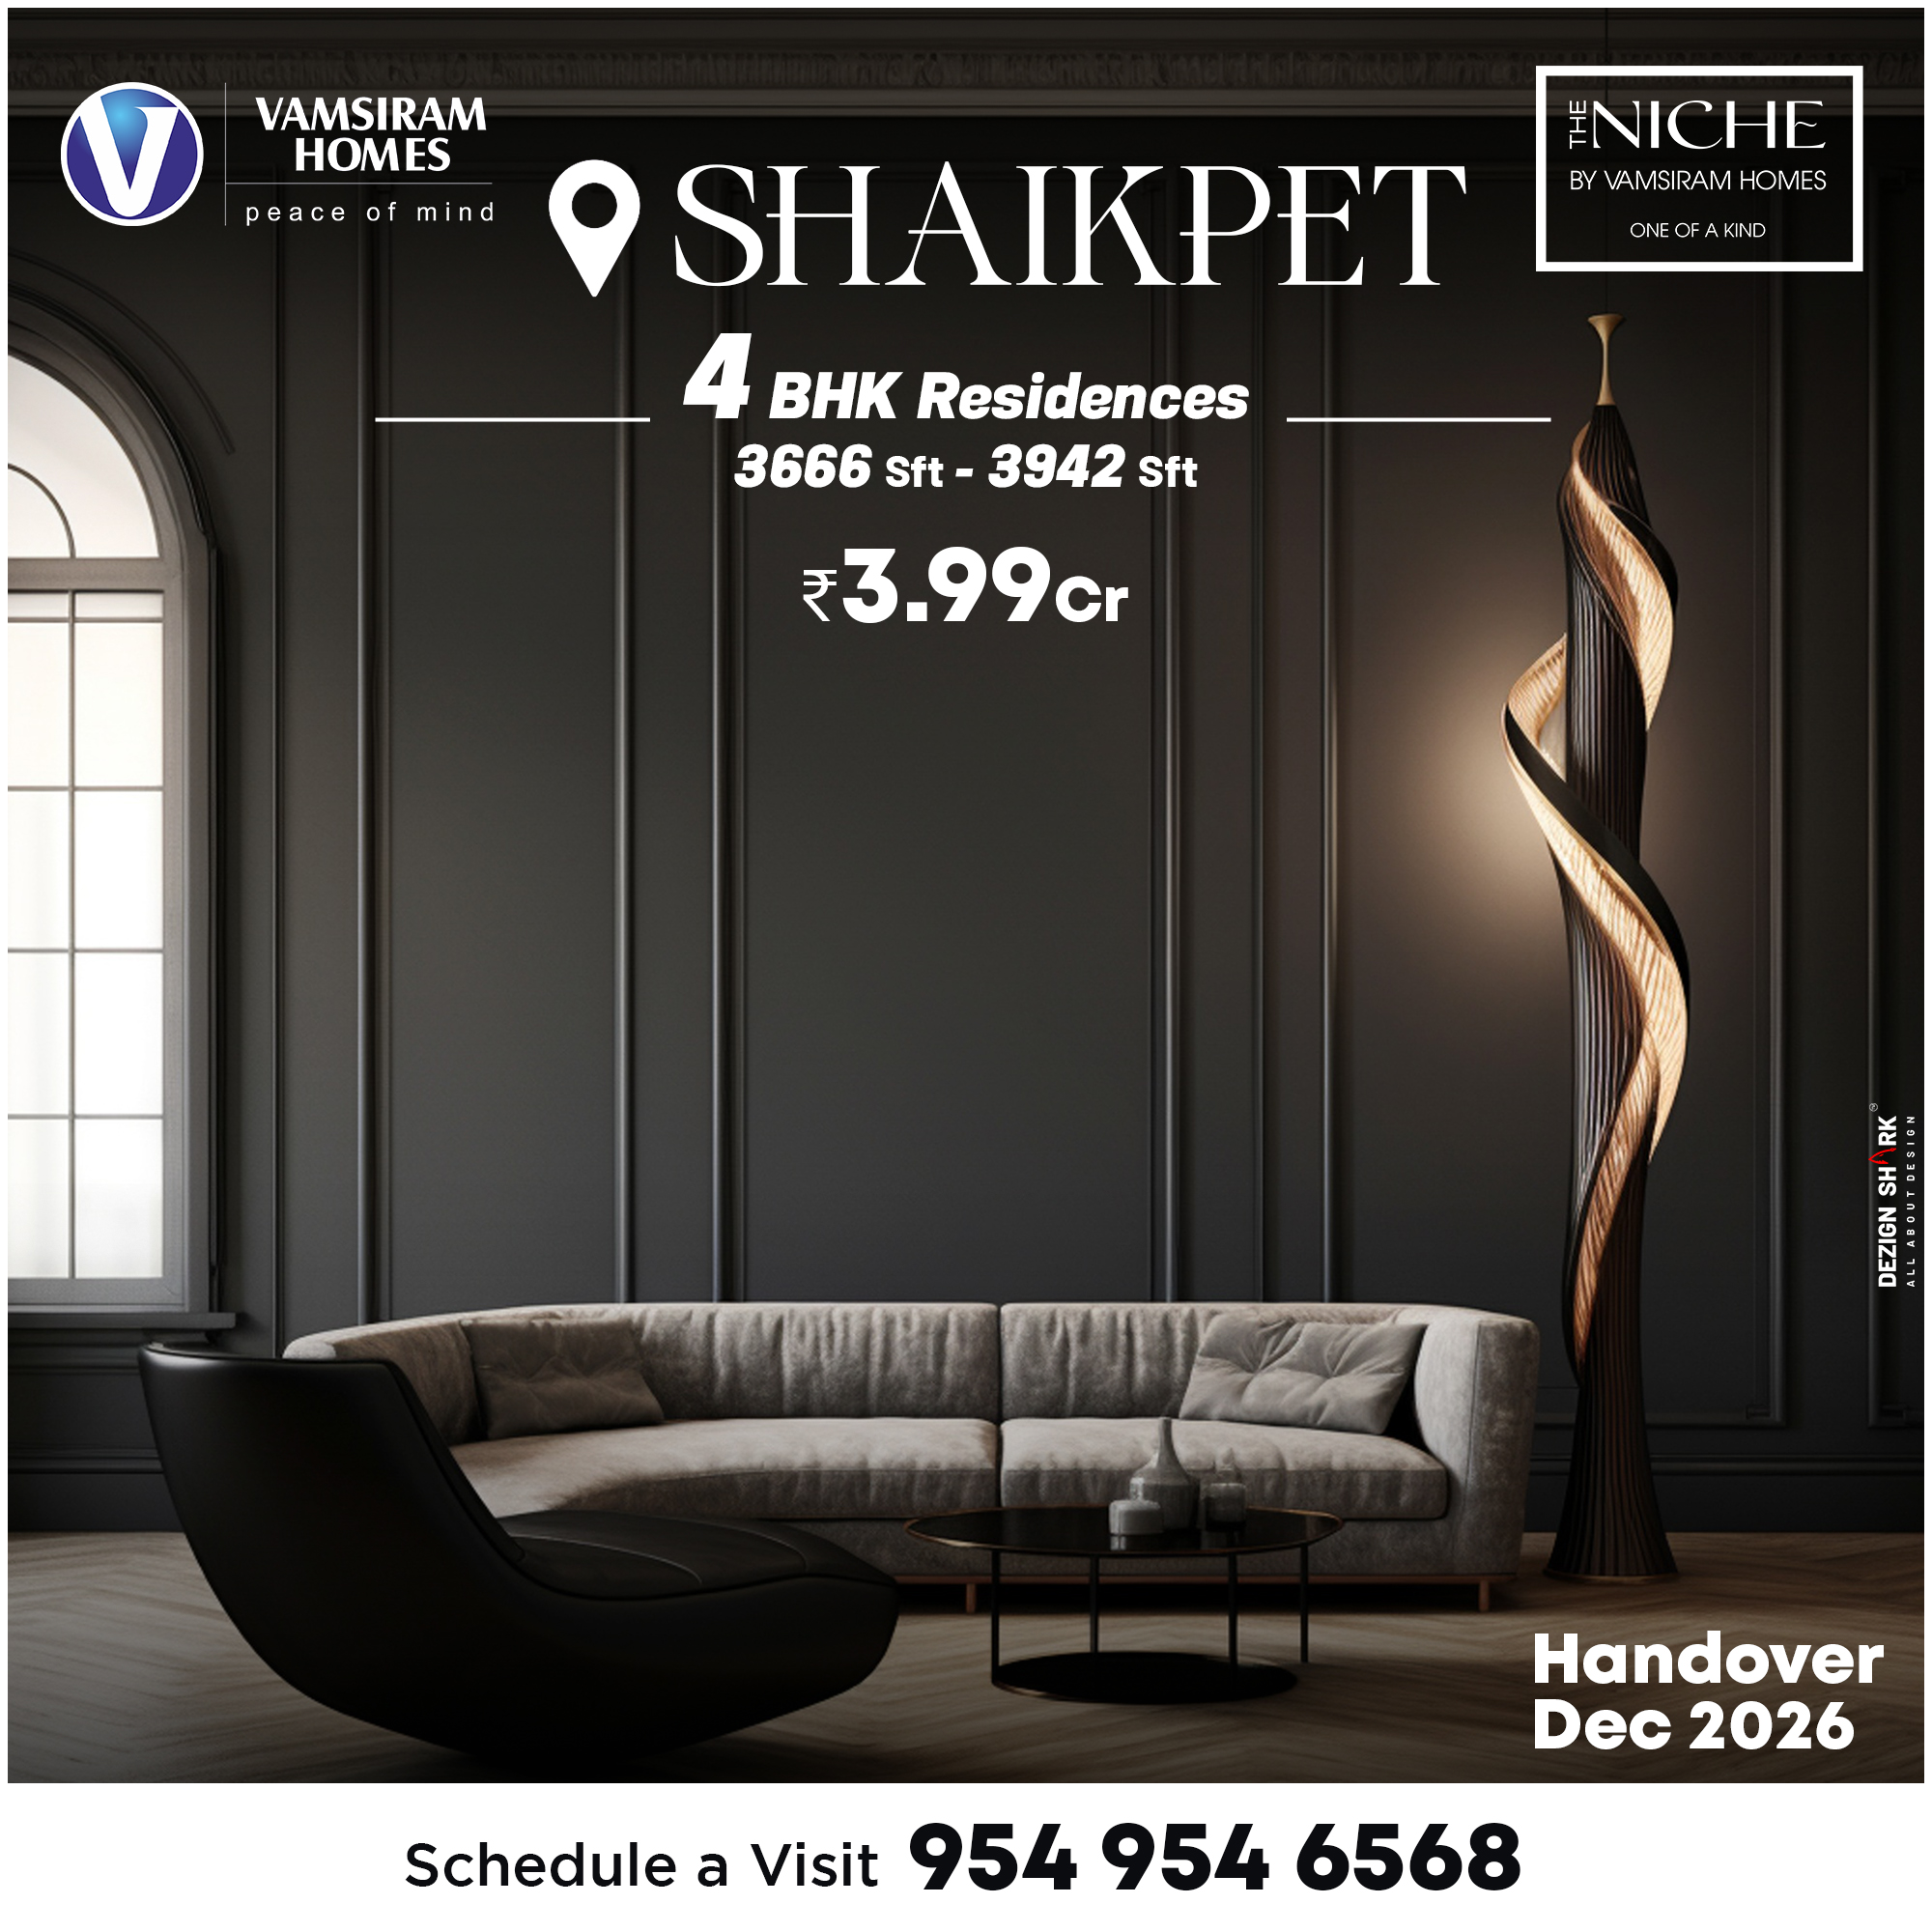 VAMSIRAM
HOMES
peace of mind
SHAIKPET
THE NICHE
BY VAMSIRAM HOMES
ONE OF A KIND
4 BHK Residences
3666 Sft - 3942 Sft
₹3.99cr
DEZIGN SHARK®
ALL ABOUT DESIGN
Handover
Dec 2026
Schedule a Visit 954 954 6568